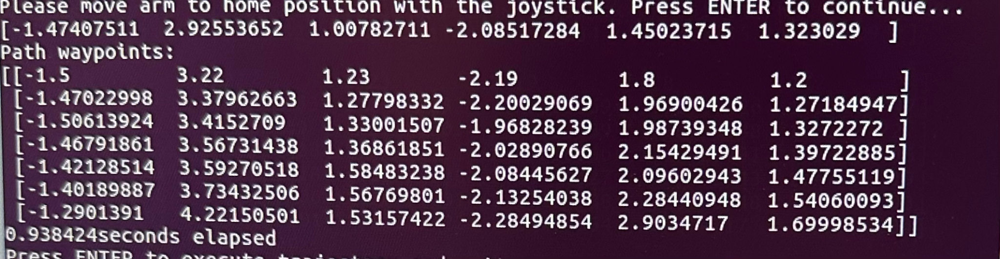 Please move arm to home position with the joystick. Press ENTER to continue...
[-1.47407511  2.92553652  1.00782711 -2.08517284  1.45023715  1.323029  ]
Path waypoints:
[[-1.5         3.22        1.23       -2.19        1.8         1.2       ]
 [-1.47022998  3.37962663  1.27798332 -2.20029069  1.96900426  1.27184947]
 [-1.50613924  3.4152709   1.33001507 -1.96828239  1.98739348  1.3272272 ]
 [-1.46791861  3.56731438  1.36861851 -2.02890766  2.15429491  1.39722885]
 [-1.42128514  3.59270518  1.58483238 -2.08445627  2.09602943  1.47755119]
 [-1.40189887  3.73432506  1.56769801 -2.13254038  2.28440948  1.54060093]
 [-1.2901391   4.22150501  1.53157422 -2.28494854  2.9034717   1.69998534]]
0.938424seconds elapsed
Press ENTER to execute trajectory